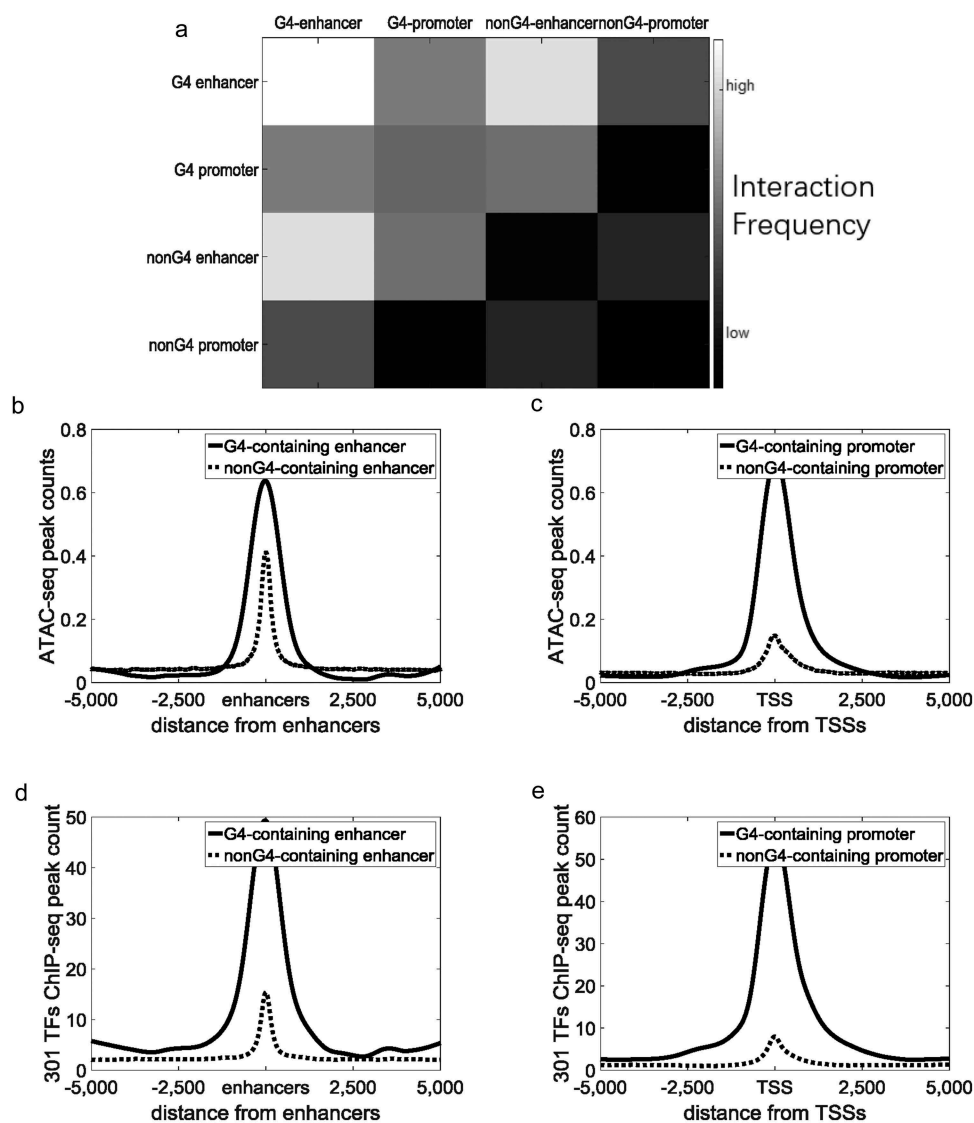 a
G4-enhancer G4-promoter nonG4-enhancer nonG4-promoter
G4 enhancer
G4 promoter
nonG4 enhancer
nonG4 promoter
high
low
Interaction
Frequency
b
ATAC-seq peak counts
0.8
0.6
0.4
0.2
0
G4-containing enhancer
nonG4-containing enhancer
-5,000 -2,500 enhancers 2,500 5,000
distance from enhancers
c
ATAC-seq peak counts
0.8
0.6
0.4
0.2
0
G4-containing promoter
nonG4-containing promoter
-5,000 -2,500 TSS 2,500 5,000
distance from TSSs
d
301 TFs ChIP-seq peak count
50
40
30
20
10
0
G4-containing enhancer
nonG4-containing enhancer
-5,000 -2,500 enhancers 2,500 5,000
distance from enhancers
e
301 TFs ChIP-seq peak count
60
50
40
30
20
10
0
G4-containing promoter
nonG4-containing promoter
-5,000 -2,500 TSS 2,500 5,000
distance from TSSs